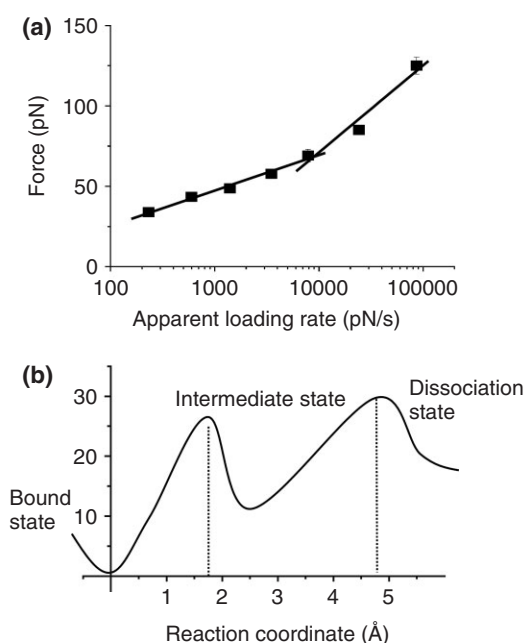 (a)
150
100
50
0
Force (pN)
100 1000 10000 100000
Apparent loading rate (pN/s)
(b)
30
20
10
Bound
state
Intermediate state
Dissociation
state
1 2 3 4 5
Reaction coordinate (Å)